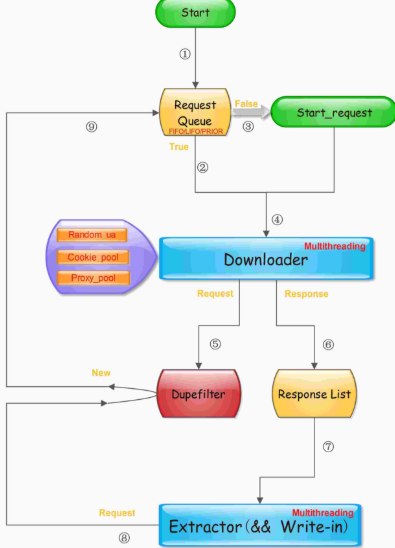 Start
①
Request
Queue
FIFO/LIFO/PRIOR
False
③
Start_request
⑨
True
②
④
Random_ua
Cookie_pool
Proxy_pool
Multithreading
Downloader
Request
Response
⑤
⑥
New
Dupefilter
Response List
⑦
Request
Multithreading
Extractor(&& Write-in)
⑧